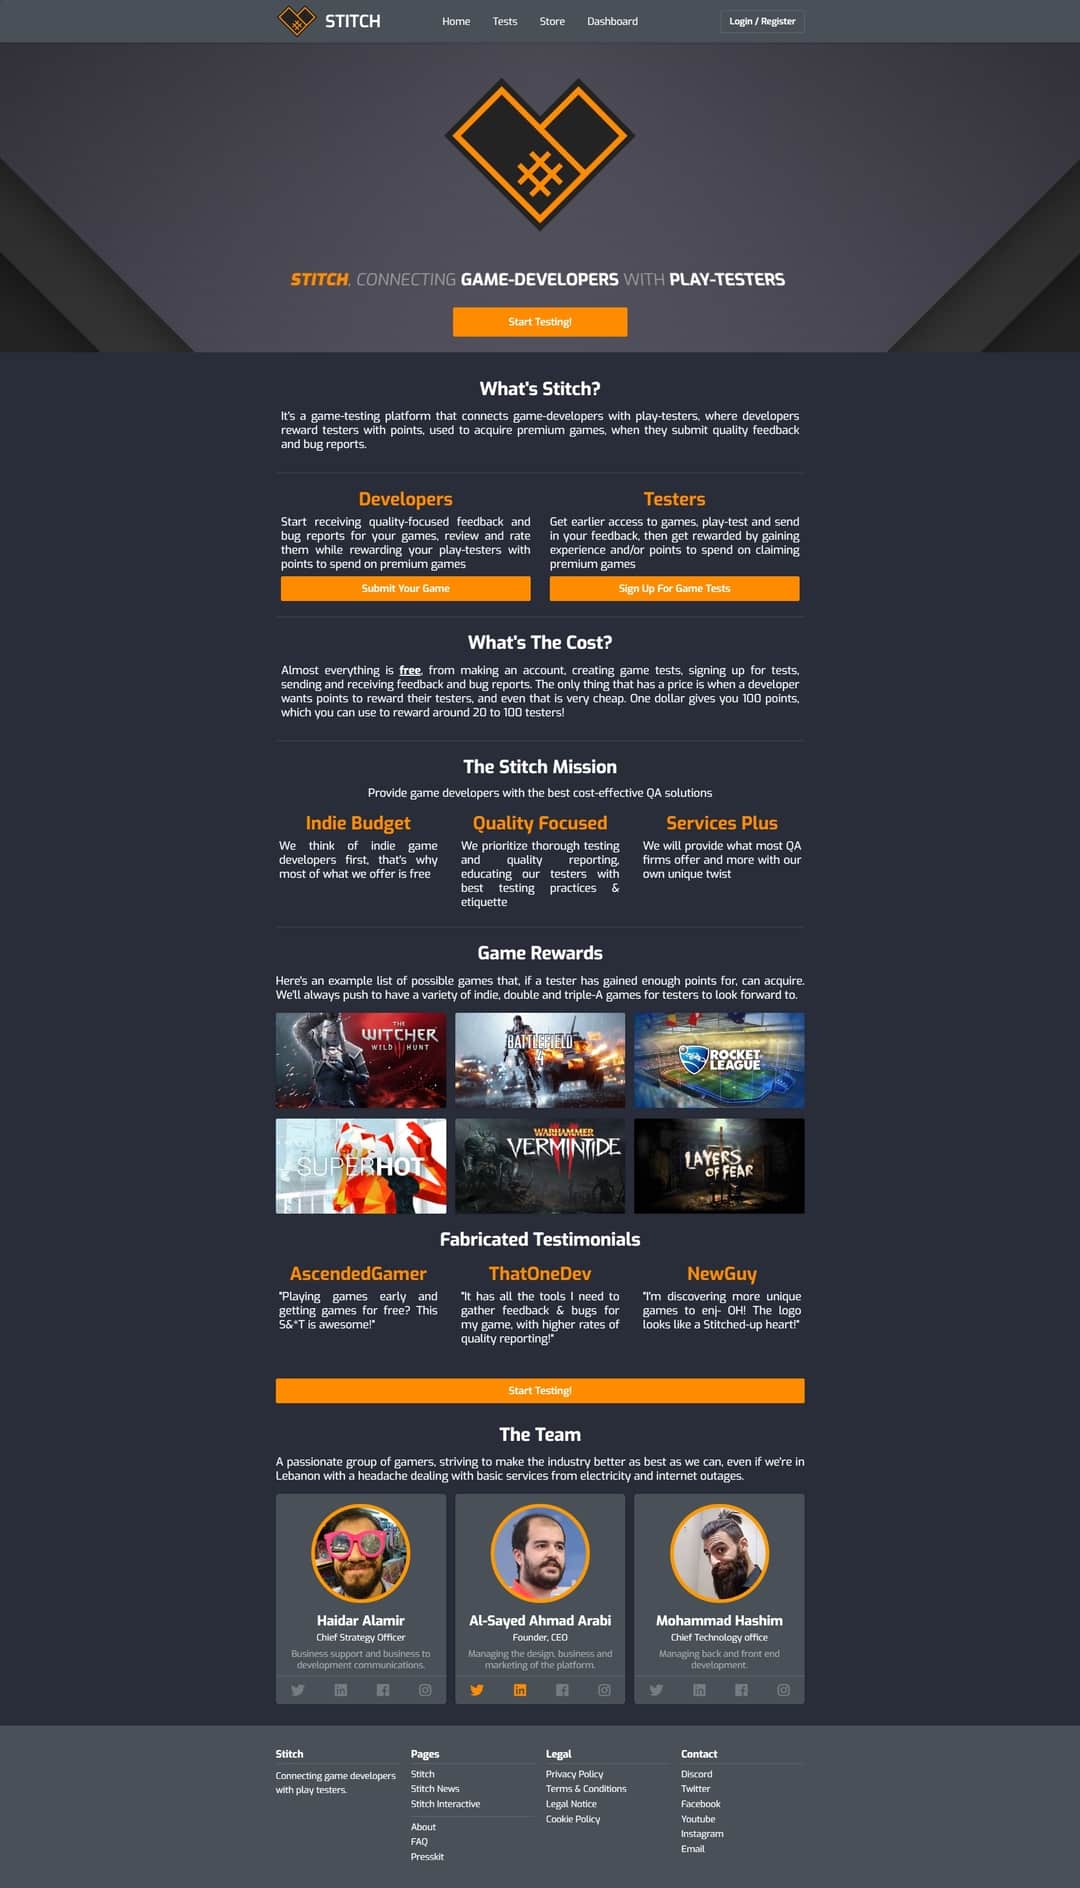 STITCH
Home Tests Store Dashboard
Login / Register
STITCH, CONNECTING GAME-DEVELOPERS WITH PLAY-TESTERS
Start Testing!
What's Stitch?
It's a game-testing platform that connects game-developers with play-testers, where developers
reward testers with points, used to acquire premium games, when they submit quality feedback
and bug reports.
Developers
Start receiving quality-focused feedback and
bug reports for your games, review and rate
them while rewarding your play-testers with
points to spend on premium games
Submit Your Game
Testers
Get earlier access to games, play-test and send
in your feedback, then get rewarded by gaining
experience and/or points to spend on claiming
premium games
Sign Up For Game Tests
What's The Cost?
Almost everything is free, from making an account, creating game tests, signing up for tests,
sending and receiving feedback and bug reports. The only thing that has a price is when a developer
wants points to reward their testers, and even that is very cheap. One dollar gives you 100 points,
which you can use to reward around 20 to 100 testers!
The Stitch Mission
Provide game developers with the best cost-effective QA solutions
Indie Budget
We think of indie game
developers first, that's why
most of what we offer is free
Quality Focused
We prioritize thorough testing
and quality reporting,
educating our testers with
best testing practices &
etiquette
Services Plus
We will provide what most QA
firms offer and more with our
own unique twist
Game Rewards
Here's an example list of possible games that, if a tester has gained enough points for, can acquire.
We'll always push to have a variety of indie, double and triple-A games for testers to look forward to.
THE
WITCHER
WILD HUNT
BATTLEFIELD
4
ROCKET
LEAGUE
SUPERHOT
WARHAMMER
VERMINTIDE
II
LAYERS
OF FEAR
Fabricated Testimonials
AscendedGamer
"Playing games early and
getting games for free? This
S&*T is awesome!"
ThatOneDev
"It has all the tools I need to
gather feedback & bugs for
my game, with higher rates of
quality reporting!"
NewGuy
"I'm discovering more unique
games to enj- OH! The logo
looks like a Stitched-up heart!"
Start Testing!
The Team
A passionate group of gamers, striving to make the industry better as best as we can, even if we're in
Lebanon with a headache dealing with basic services from electricity and internet outages.
Haidar Alamir
Chief Strategy Officer
Business support and business to
development communications.
Al-Sayed Ahmad Arabi
Founder, CEO
Managing the design, business and
marketing of the platform.
Mohammad Hashim
Chief Technology office
Managing back and front end
development.
Stitch
Connecting game developers
with play testers.
Pages
Stitch
Stitch News
Stitch Interactive
About
FAQ
Presskit
Legal
Privacy Policy
Terms & Conditions
Legal Notice
Cookie Policy
Contact
Discord
Twitter
Facebook
Youtube
Instagram
Email